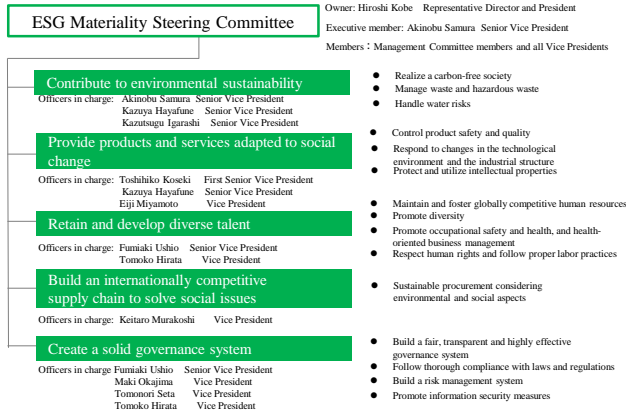 ESG Materiality Steering Committee
Owner: Hiroshi Kobe Representative Director and President
Executive member: Akinobu Samura Senior Vice President
Members：Management Committee members and all Vice Presidents
Contribute to environmental sustainability
Officers in charge: Akinobu Samura Senior Vice President
Kazuya Hayafune Senior Vice President
Kazutsugu Igarashi Senior Vice President
● Realize a carbon-free society
● Manage waste and hazardous waste
● Handle water risks
Provide products and services adapted to social
change
Officers in charge: Toshihiko Koseki First Senior Vice President
Kazuya Hayafune Senior Vice President
Eiji Miyamoto Vice President
● Control product safety and quality
● Respond to changes in the technological
environment and the industrial structure
● Protect and utilize intellectual properties
Retain and develop diverse talent
Officers in charge: Fumiaki Ushio Senior Vice President
Tomoko Hirata Vice President
● Maintain and foster globally competitive human resources
● Promote diversity
● Promote occupational safety and health, and health-
oriented business management
● Respect human rights and follow proper labor practices
Build an internationally competitive
supply chain to solve social issues
Officers in charge: Keitaro Murakoshi Vice President
● Sustainable procurement considering
environmental and social aspects
Create a solid governance system
Officers in charge Fumiaki Ushio Senior Vice President
Maki Okajima Vice President
Tomonori Seta Vice President
Tomoko Hirata Vice President
● Build a fair, transparent and highly effective
governance system
● Follow thorough compliance with laws and regulations
● Build a risk management system
● Promote information security measures